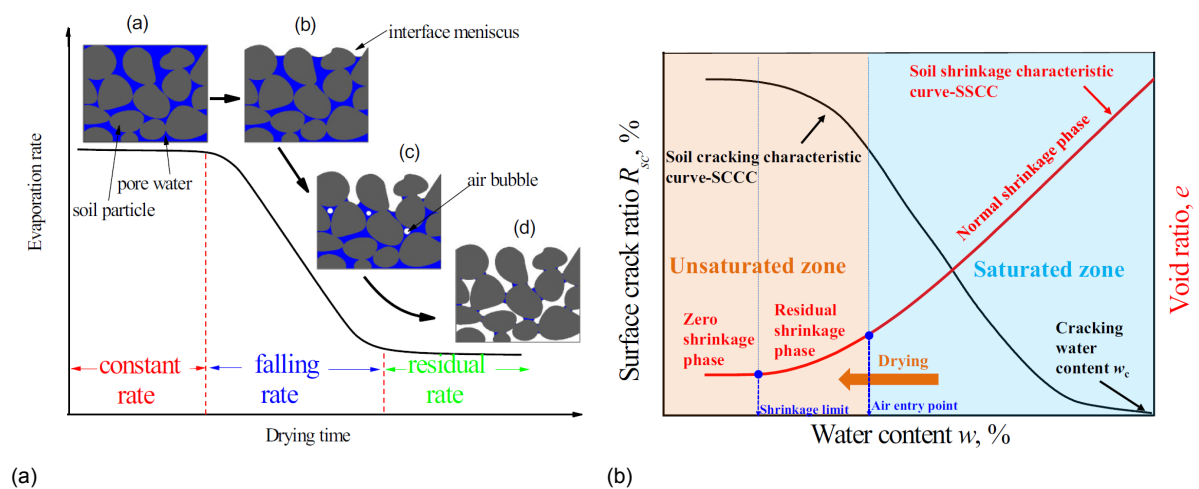 (a)
(b)
interface meniscus
(c)
air bubble
(d)
pore water
soil particle
Evaporation rate
constant
rate
falling
rate
residual
rate
Drying time
(a)
Surface crack ratio Rsc, %
Soil shrinkage characteristic
curve-SSCC
Soil cracking characteristic
curve-SCCC
Normal shrinkage phase
Unsaturated zone
Saturated zone
Zero
shrinkage
phase
Residual
shrinkage
phase
Drying
Cracking
water
content wc
Shrinkage limit
Air entry point
Water content w, %
Void ratio, e
(b)